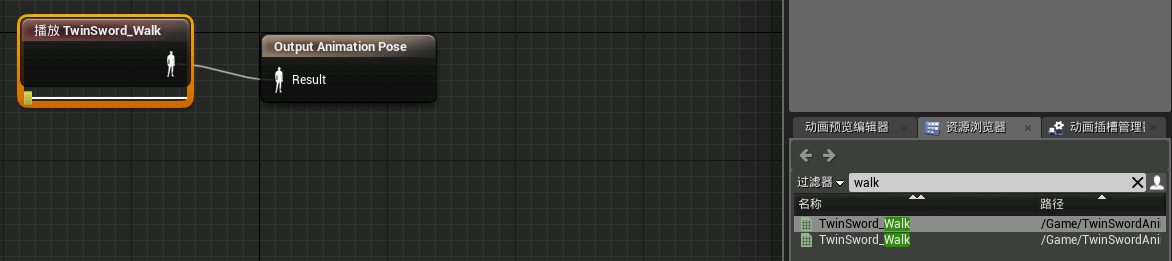 播放 TwinSword_Walk
Output Animation Pose
Result
动画预览编辑器
资源浏览器
动画插槽管理
过滤器
walk
名称
路径
TwinSword_Walk
/Game/TwinSwordAni
TwinSword_Walk
/Game/TwinSwordAni